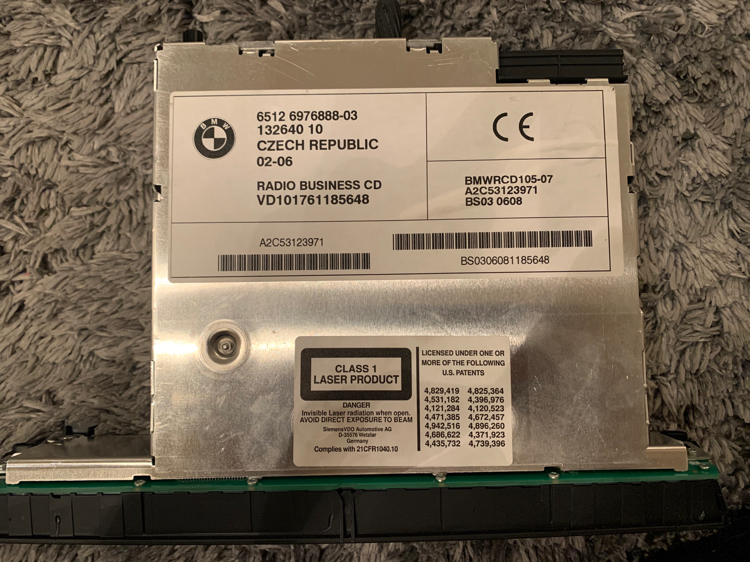 BMW
6512 6976888-03
132640 10
CZECH REPUBLIC
02-06
RADIO BUSINESS CD
VD101761185648
CE
BMWRCD105-07
A2C53123971
BS03 0608
A2C53123971
BS0306081185648
CLASS 1
LASER PRODUCT
DANGER
Invisible Laser radiation when open.
AVOID DIRECT EXPOSURE TO BEAM
SiemensVDO Automotive AG
D-35576 Wetzlar
Germany
Complies with 21CFR1040.10
LICENSED UNDER ONE OR
MORE OF THE FOLLOWING
U.S. PATENTS
4,829,419 4,825,364
4,531,182 4,396,976
4,121,284 4,120,523
4,471,385 4,672,457
4,942,516 4,896,260
4,686,622 4,371,923
4,435,732 4,739,396